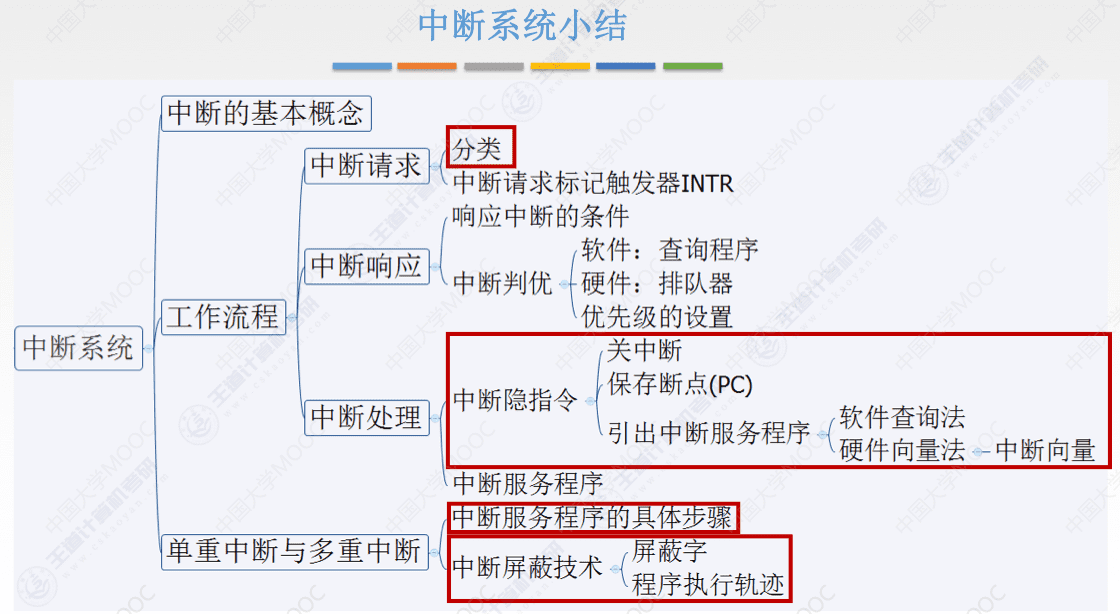 中断系统小结
中断的基本概念
中断请求
分类
中断请求标记触发器INTR
响应中断的条件
中断响应
中断判优
软件：查询程序
硬件：排队器
优先级的设置
工作流程
中断系统
中断处理
中断隐指令
关中断
保存断点(PC)
引出中断服务程序
软件查询法
硬件向量法
中断向量
中断服务程序
单重中断与多重中断
中断服务程序的具体步骤
中断屏蔽技术
屏蔽字
程序执行轨迹
中国大学MOOC
王道计算机考研